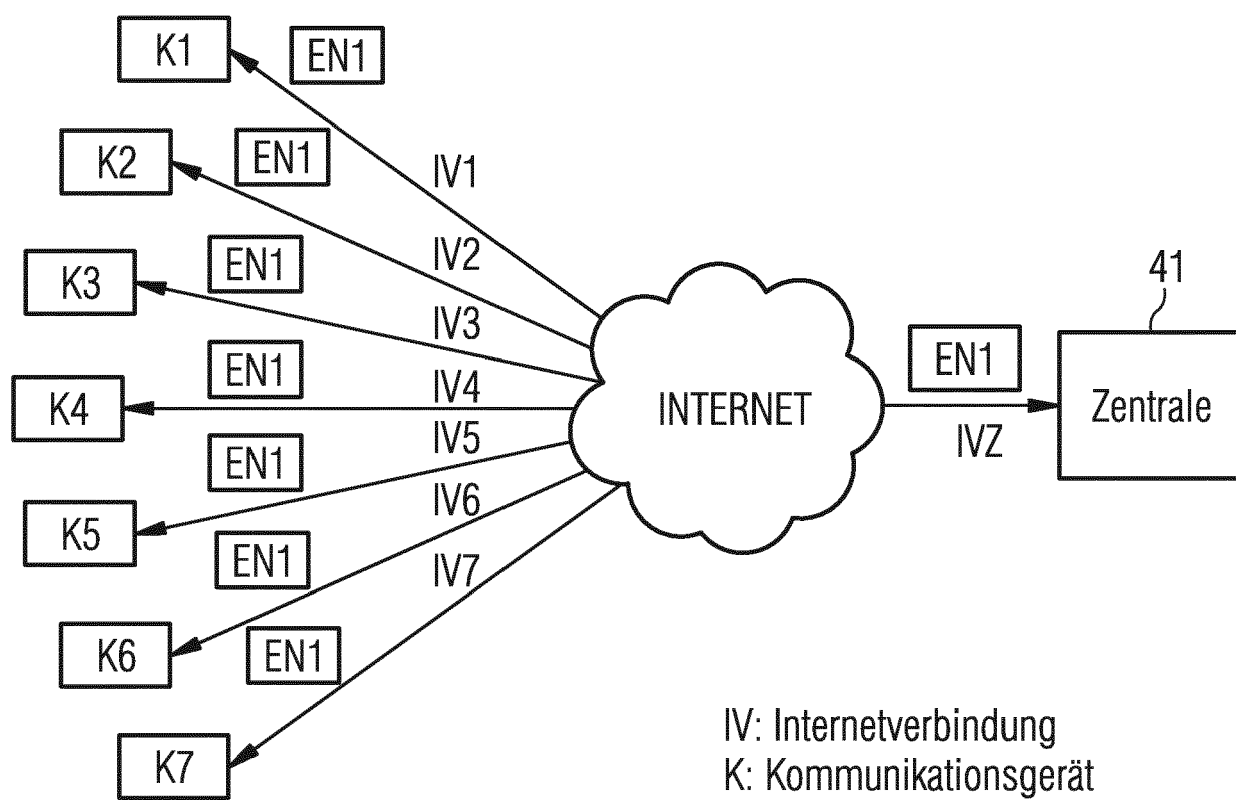 K1
EN1
K2
EN1
IV1
K3
EN1
IV2
IV3
K4
EN1
IV4
K5
EN1
IV5
K6
EN1
IV6
K7
EN1
IV7
INTERNET
EN1
IVZ
41
Zentrale
IV: Internetverbindung
K: Kommunikationsgerät